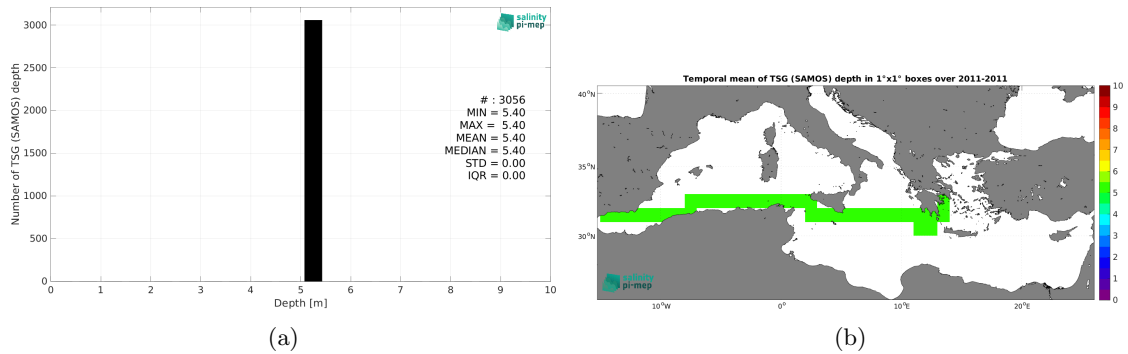 3000
2500
2000
1500
1000
500
0
Number of TSG (SAMOS) depth
salinity
pi-mep
# : 3056
MIN = 5.40
MAX = 5.40
MEAN = 5.40
MEDIAN = 5.40
STD = 0.00
IQR = 0.00
0 1 2 3 4 5 6 7 8 9 10
Depth [m]
(a)
Temporal mean of TSG (SAMOS) depth in 1°x1° boxes over 2011-2011
40°N
35°N
30°N
10°W 0° 10°E 20°E
salinity
pi-mep
10
9
8
7
6
5
4
3
2
1
0
(b)